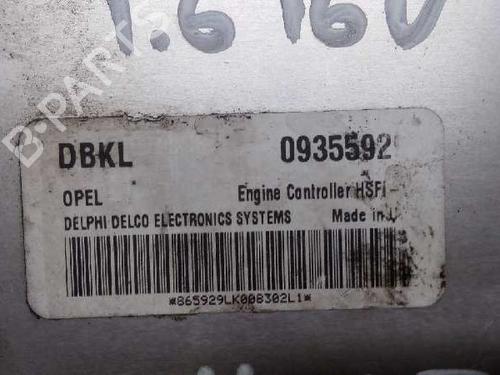 1.6 16V
B-PARTS
DBKL 0935592
OPEL Engine Controller HSFI-
DELPHI DELCO ELECTRONICS SYSTEMS Made in
*865929LK008302L1*